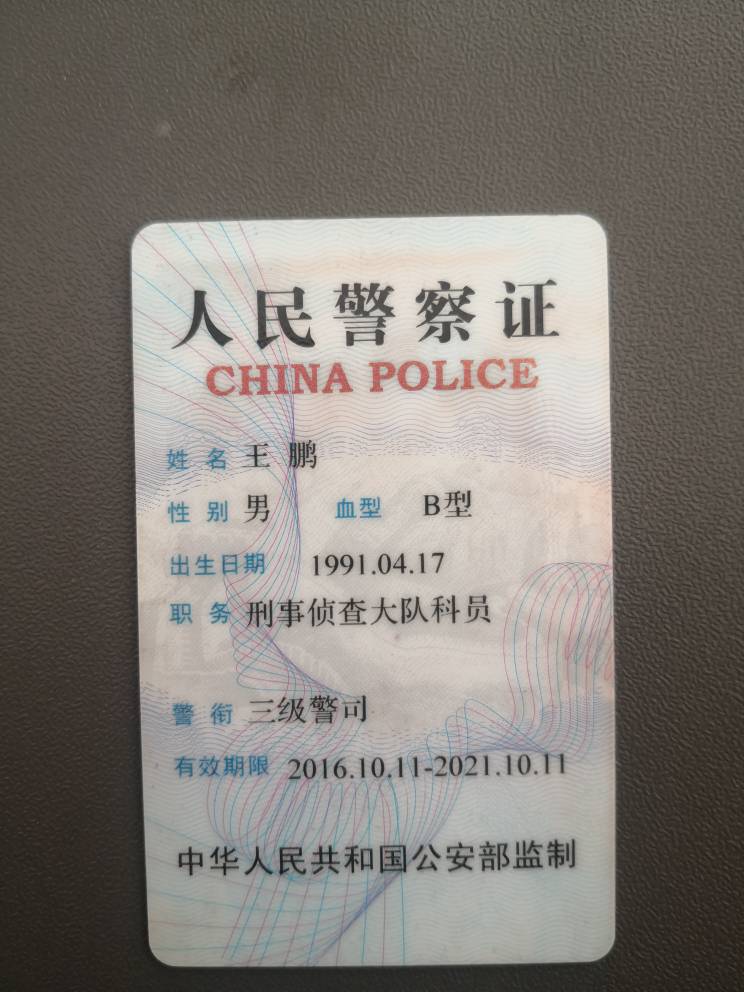 人民警察证
CHINA POLICE
姓 名 王 鹏
性 别 男 血型 B型
出生日期 1991.04.17
职 务 刑事侦查大队科员
警 衔 三级警司
有效期限 2016.10.11-2021.10.11
中华人民共和国公安部监制